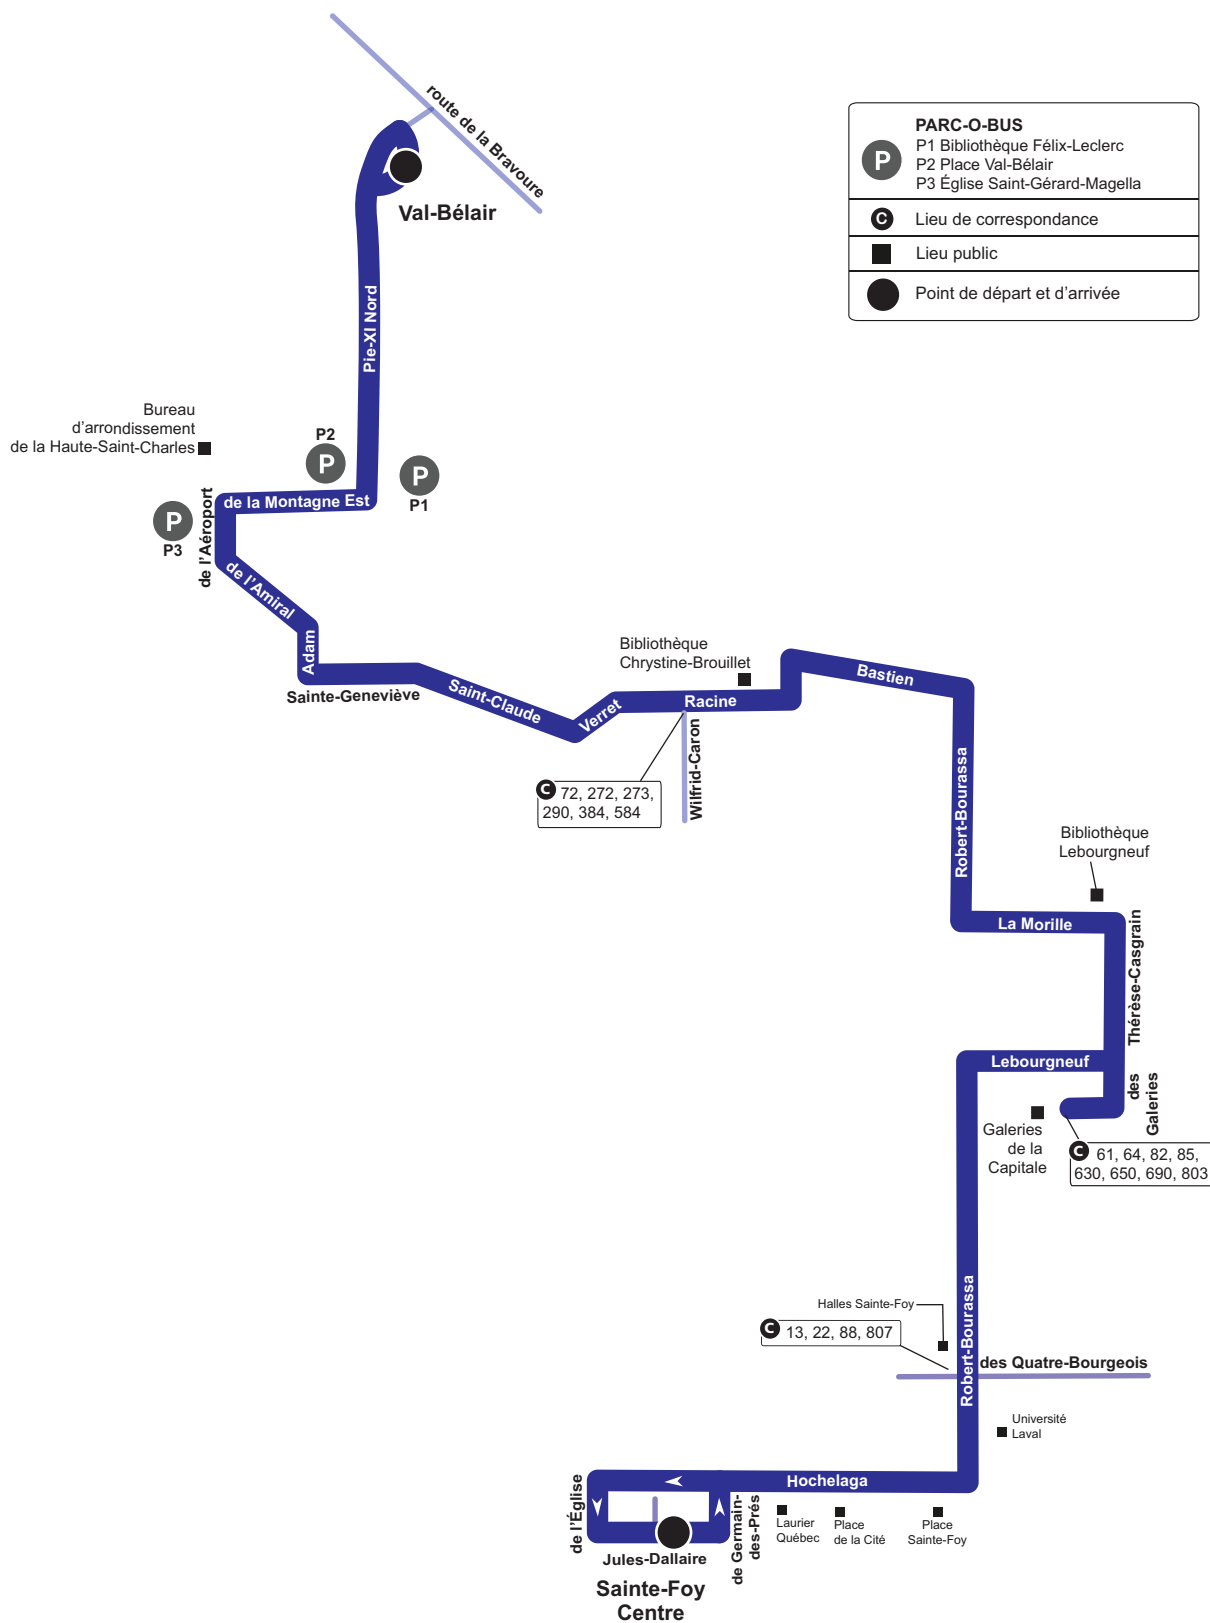 route de la Bravoure
PARC-O-BUS
P
P1 Bibliothèque Félix-Leclerc
P2 Place Val-Bélair
P3 Église Saint-Gérard-Magella
C Lieu de correspondance
Lieu public
Point de départ et d'arrivée
Val-Bélair
Pie-XI Nord
Bureau
d'arrondissement
de la Haute-Saint-Charles
P2
P
P
P1
de la Montagne Est
P
P3
de l'Aéroport
de l'Amiral
Adam
Sainte-Geneviève
Saint-Claude
Verret
Bibliothèque
Chrystine-Brouillet
Racine
Wilfrid-Caron
C 72, 272, 273,
290, 384, 584
Bastien
Robert-Bourassa
Bibliothèque
Lebourgneuf
La Morille
Thérèse-Casgrain
Lebourgneuf
des
Galeries
Galeries
de la
Capitale
C 61, 64, 82, 85,
630, 650, 690, 803
Halles Sainte-Foy
C 13, 22, 88, 807
Robert-Bourassa
des Quatre-Bourgeois
Université
Laval
Hochelaga
de l'Église
de Germain-
des-Prés
Laurier
Québec
Place
de la Cité
Place
Sainte-Foy
Jules-Dallaire
Sainte-Foy
Centre